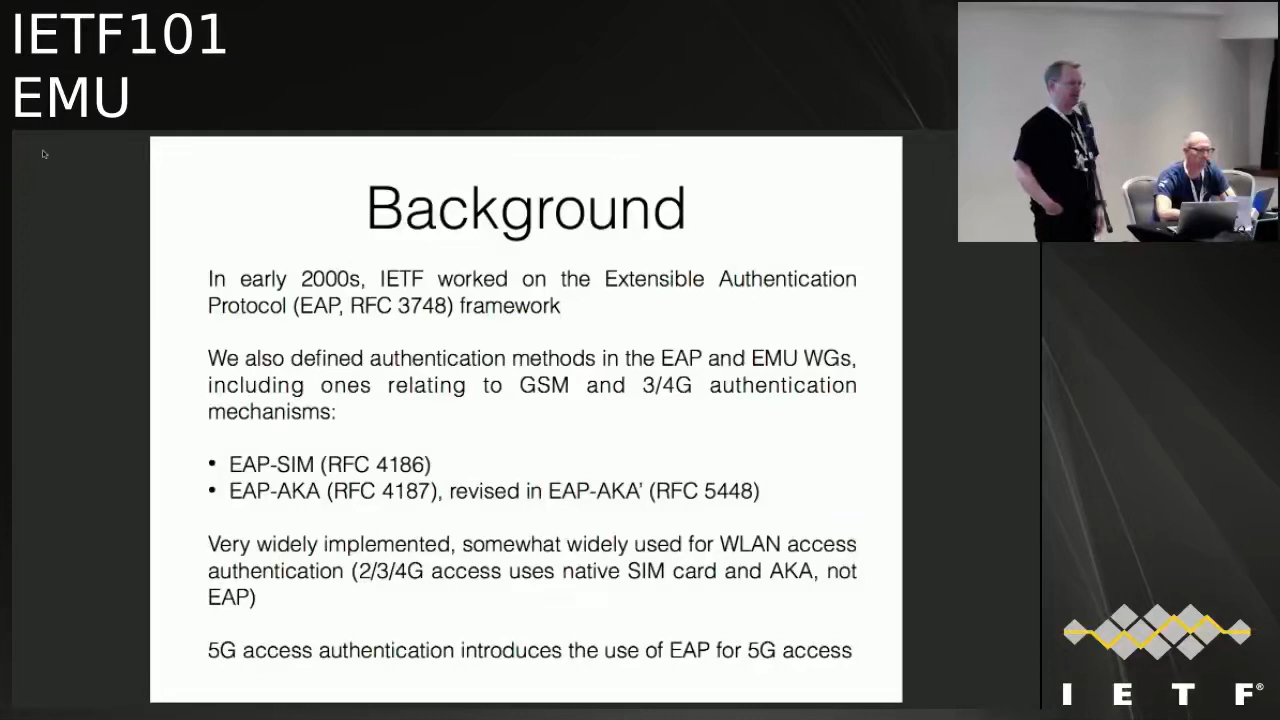 IETF101
EMU
Background
In early 2000s, IETF worked on the Extensible Authentication
Protocol (EAP, RFC 3748) framework
We also defined authentication methods in the EAP and EMU WGs,
including ones relating to GSM and 3/4G authentication
mechanisms:
• EAP-SIM (RFC 4186)
• EAP-AKA (RFC 4187), revised in EAP-AKA' (RFC 5448)
Very widely implemented, somewhat widely used for WLAN access
authentication (2/3/4G access uses native SIM card and AKA, not
EAP)
5G access authentication introduces the use of EAP for 5G access
I E T F®